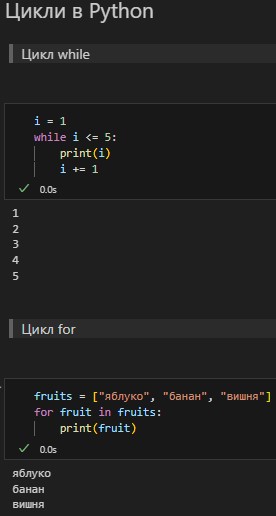 Цикли в Python
Цикл while
i = 1
while i <= 5:
    print(i)
    i += 1
0.0s
1
2
3
4
5
Цикл for
fruits = ["яблуко", "банан", "вишня"]
for fruit in fruits:
    print(fruit)
0.0s
яблуко
банан
вишня